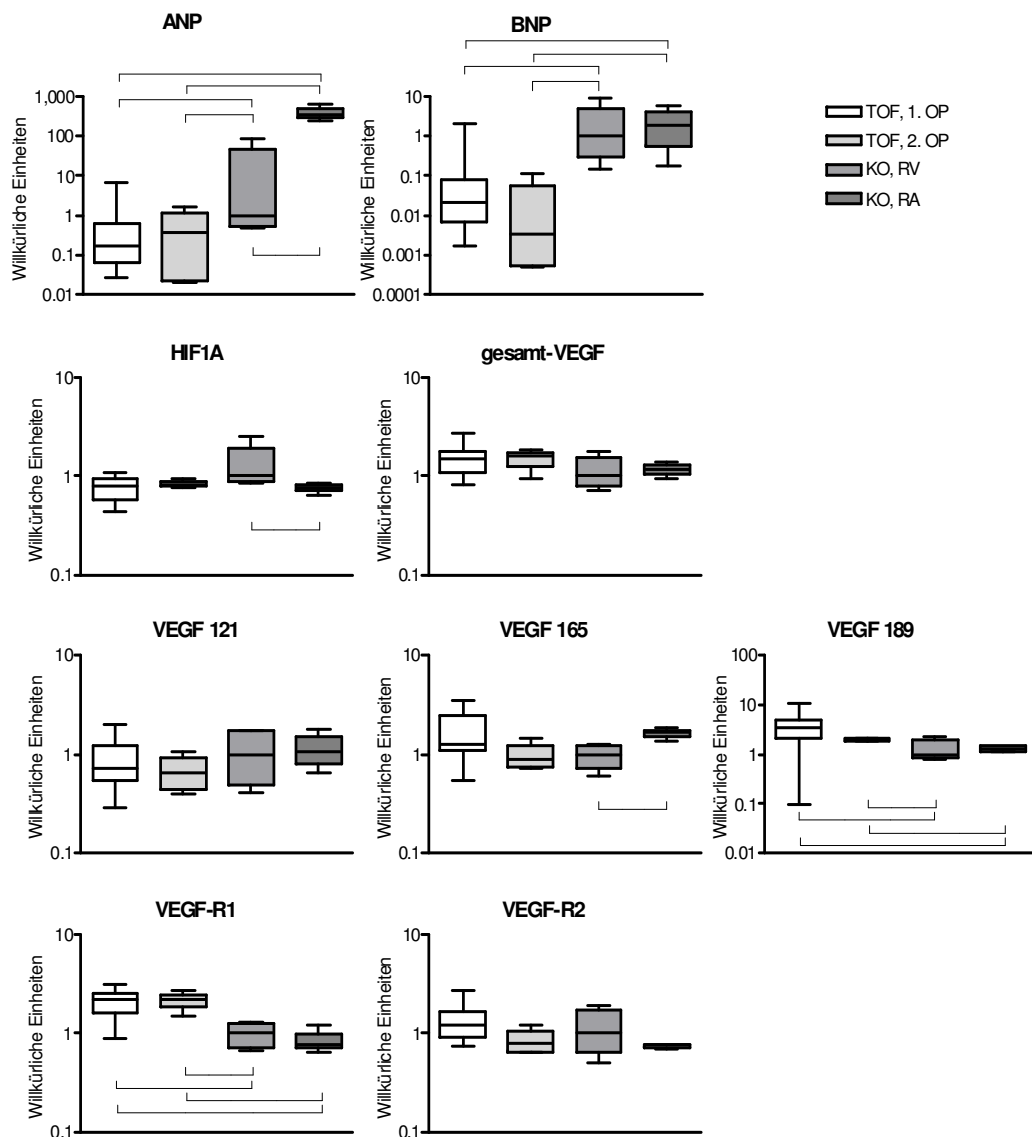 ANP
BNP
Willkürliche Einheiten
1,000
100
10
1
0.1
0.01
Willkürliche Einheiten
10
1
0.1
0.01
0.001
0.0001
TOF, 1. OP
TOF, 2. OP
KO, RV
KO, RA
HIF1A
gesamt-VEGF
Willkürliche Einheiten
10
1
0.1
Willkürliche Einheiten
10
1
0.1
VEGF 121
VEGF 165
VEGF 189
Willkürliche Einheiten
10
1
0.1
Willkürliche Einheiten
10
1
0.1
Willkürliche Einheiten
100
10
1
0.1
0.01
VEGF-R1
VEGF-R2
Willkürliche Einheiten
10
1
0.1
Willkürliche Einheiten
10
1
0.1